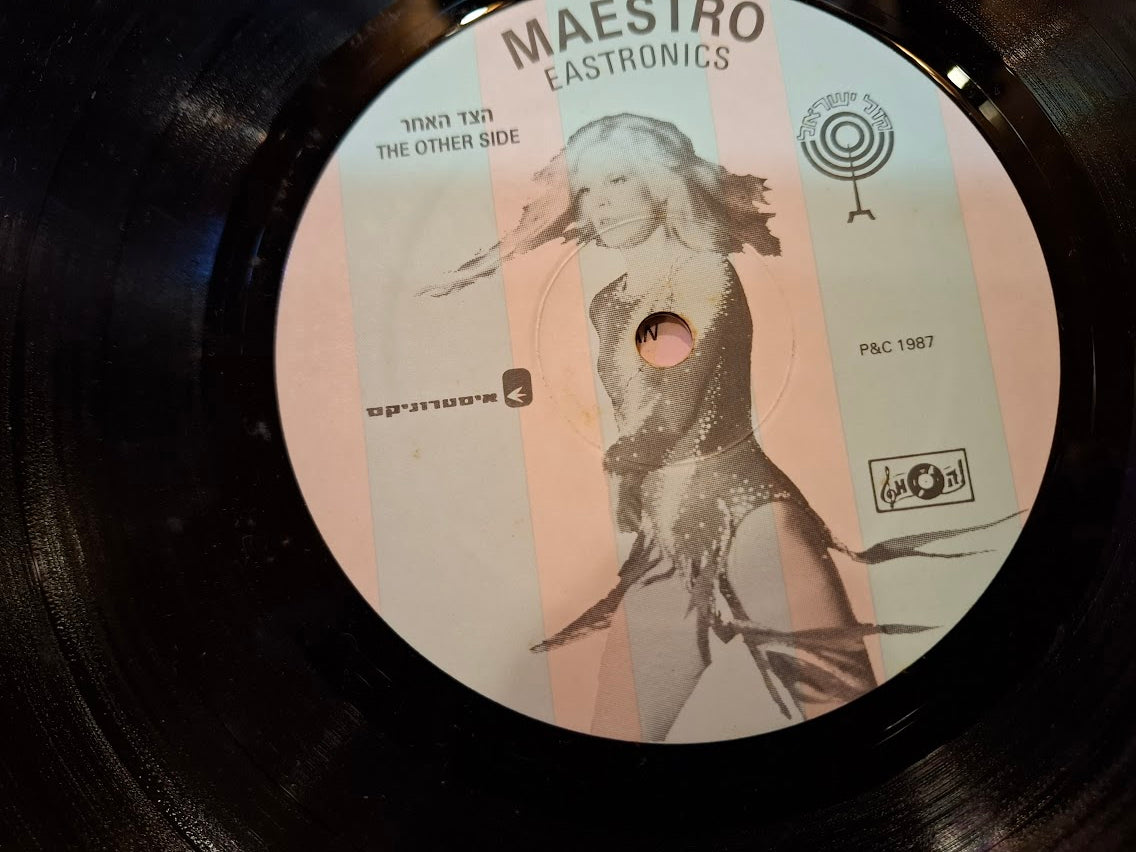 MAESTRO
EASTRONICS
הצד האחר
THE OTHER SIDE
קול ישראל
P&C 1987
איסטרוניקס